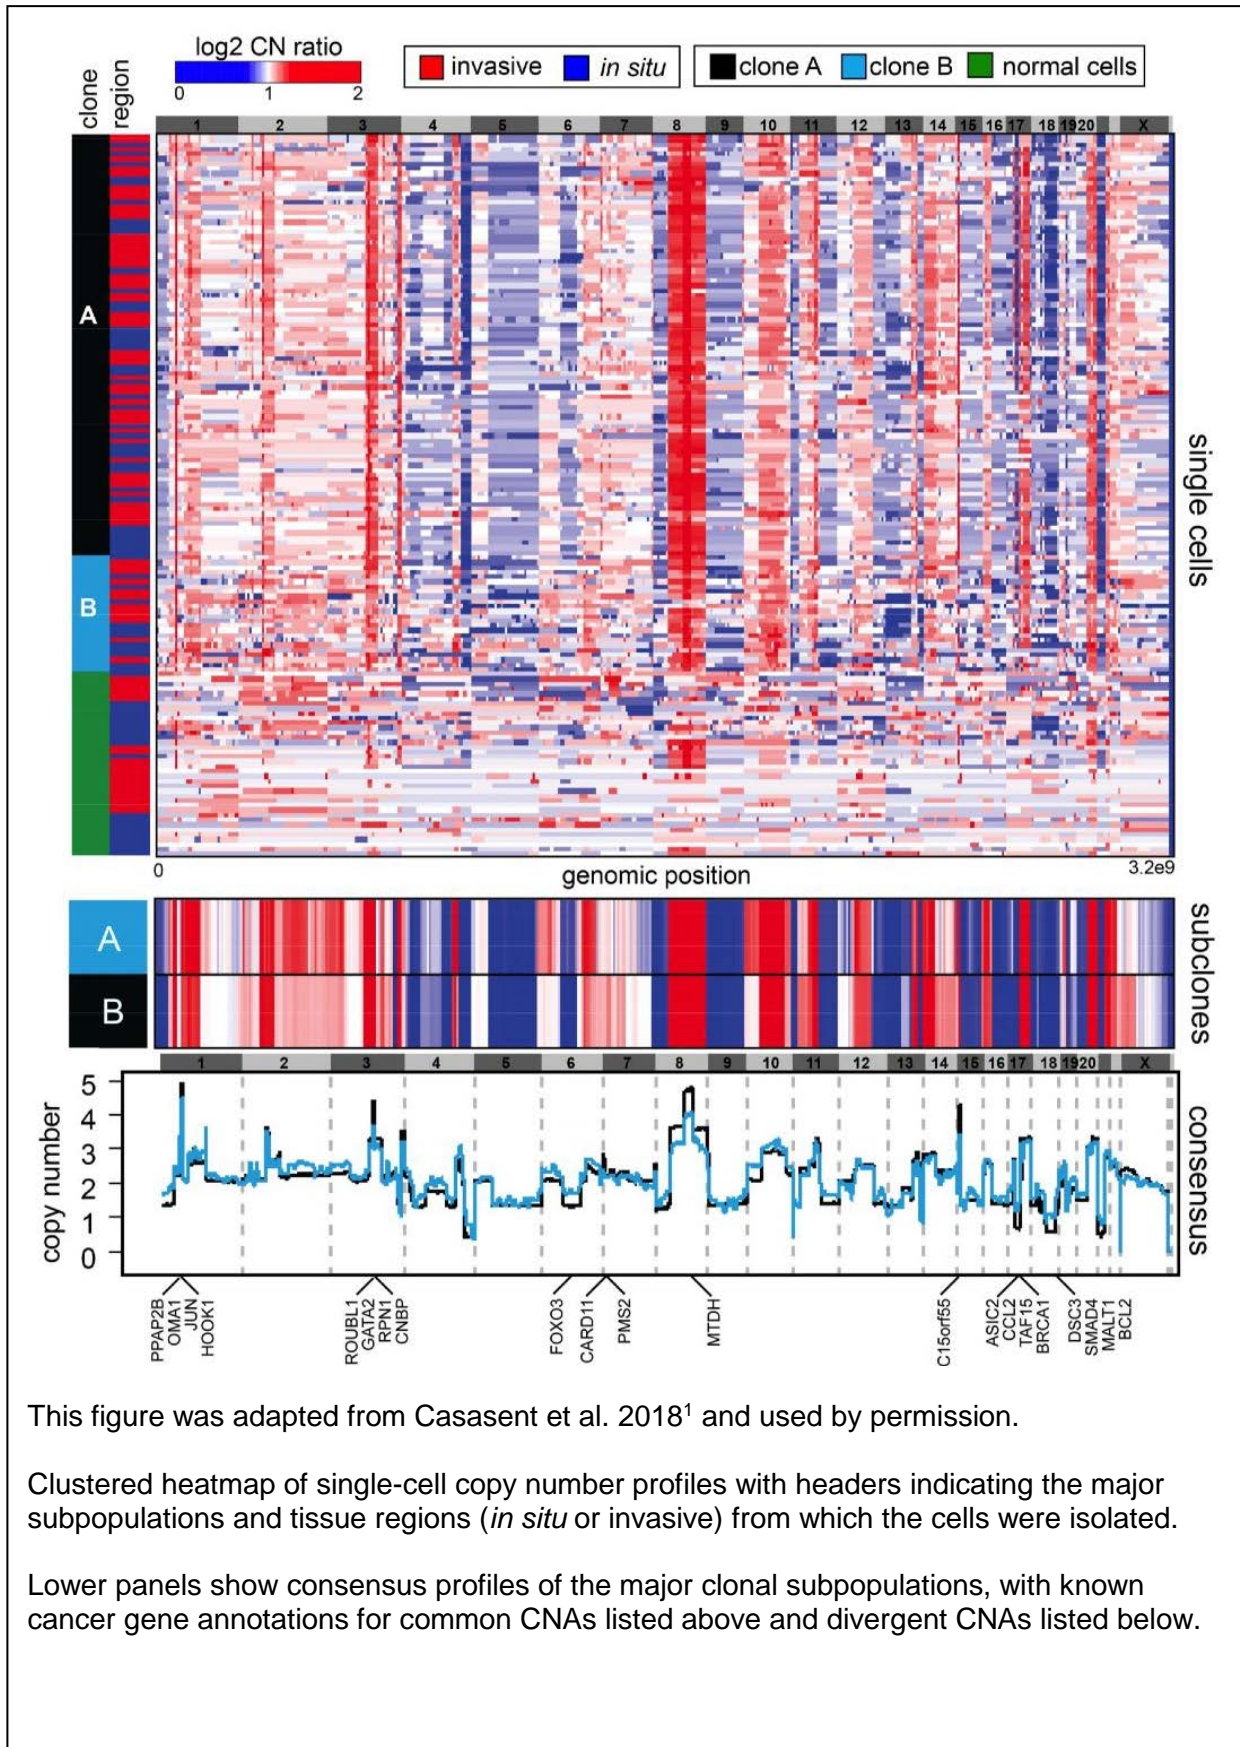 log2 CN ratio
0 1 2
invasive in situ
clone A clone B normal cells
clone
region
1 2 3 4 5 6 7 8 9 10 11 12 13 14 15 16 17 18 19 20 X
A
B
single cells
0 genomic position 3.2e9
A
B
subclones
1 2 3 4 5 6 7 8 9 10 11 12 13 14 15 16 17 18 19 20 X
copy number
5
4
3
2
1
0
consensus
PPAP2B
OMA1
JUN
HOOK1
ROUBL1
GATA2
RPN1
CNBP
FOXO3
CARD11
PMS2
MTDH
C15orf55
ASIC2
CCL2
TAF15
BRCA1
DSC3
SMAD4
MALT1
BCL2
This figure was adapted from Casasent et al. 2018¹ and used by permission.
Clustered heatmap of single-cell copy number profiles with headers indicating the major
subpopulations and tissue regions (in situ or invasive) from which the cells were isolated.
Lower panels show consensus profiles of the major clonal subpopulations, with known
cancer gene annotations for common CNAs listed above and divergent CNAs listed below.